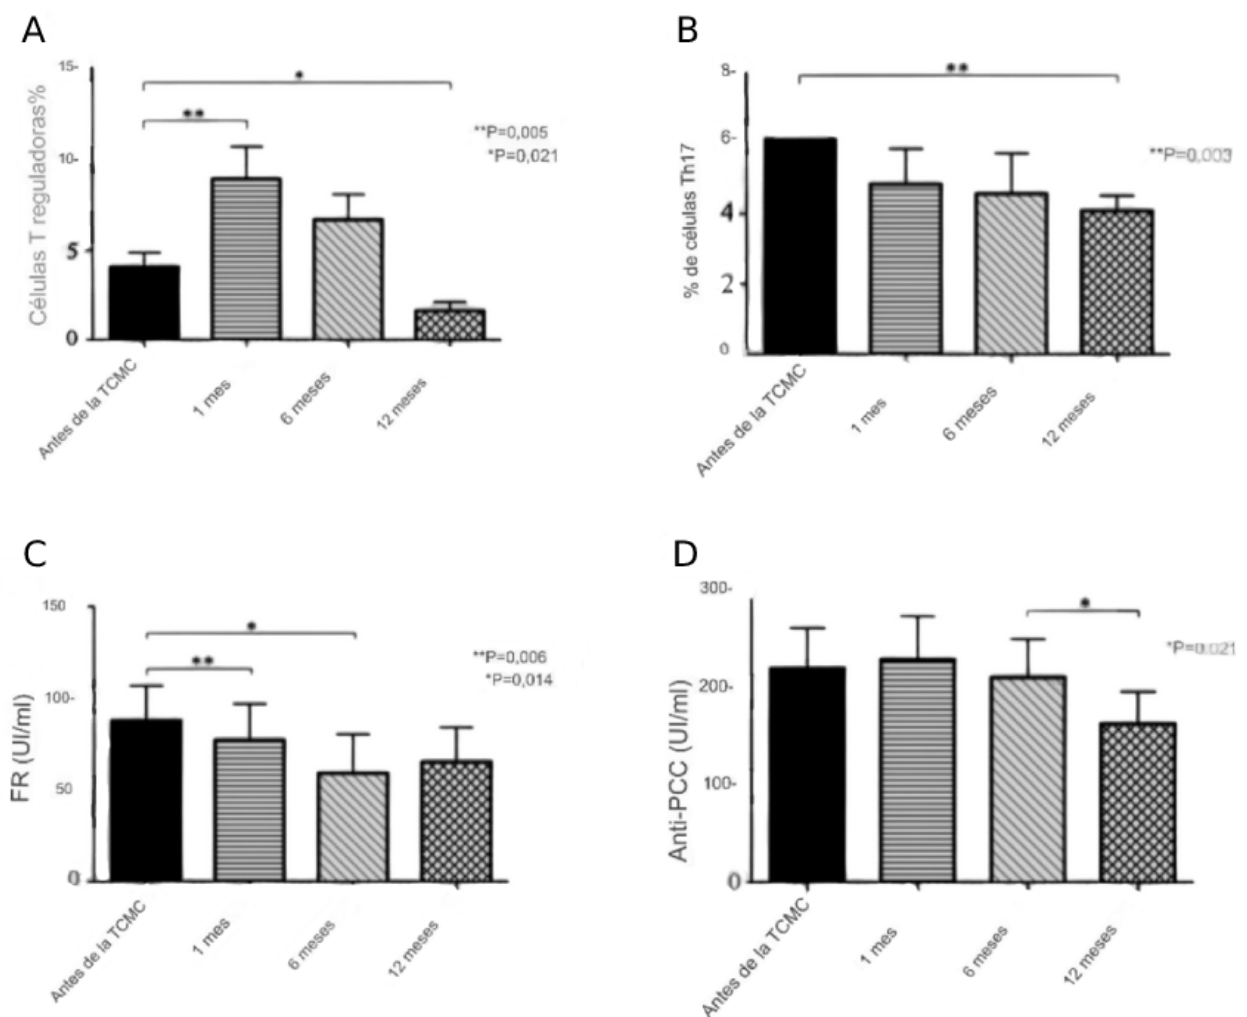 A
15-
10-
5
0
Células T reguladoras%
*
**
**P=0,005
*P=0,021
Antes de la TCMC
1 mes
6 meses
12 meses
B
8-
6-
4
2
0
% de células Th17
**
**P=0,003
Antes de la TCMC
1 mes
6 meses
12 meses
C
150
100-
50
0
FR (UI/ml)
*
**
**P=0,006
*P=0,014
Antes de la TCMC
1 mes
6 meses
12 meses
D
300-
200-
100-
0
Anti-PCC (UI/ml)
*
*P=0.021
Antes de la TCMC
1 mes
6 meses
12 meses